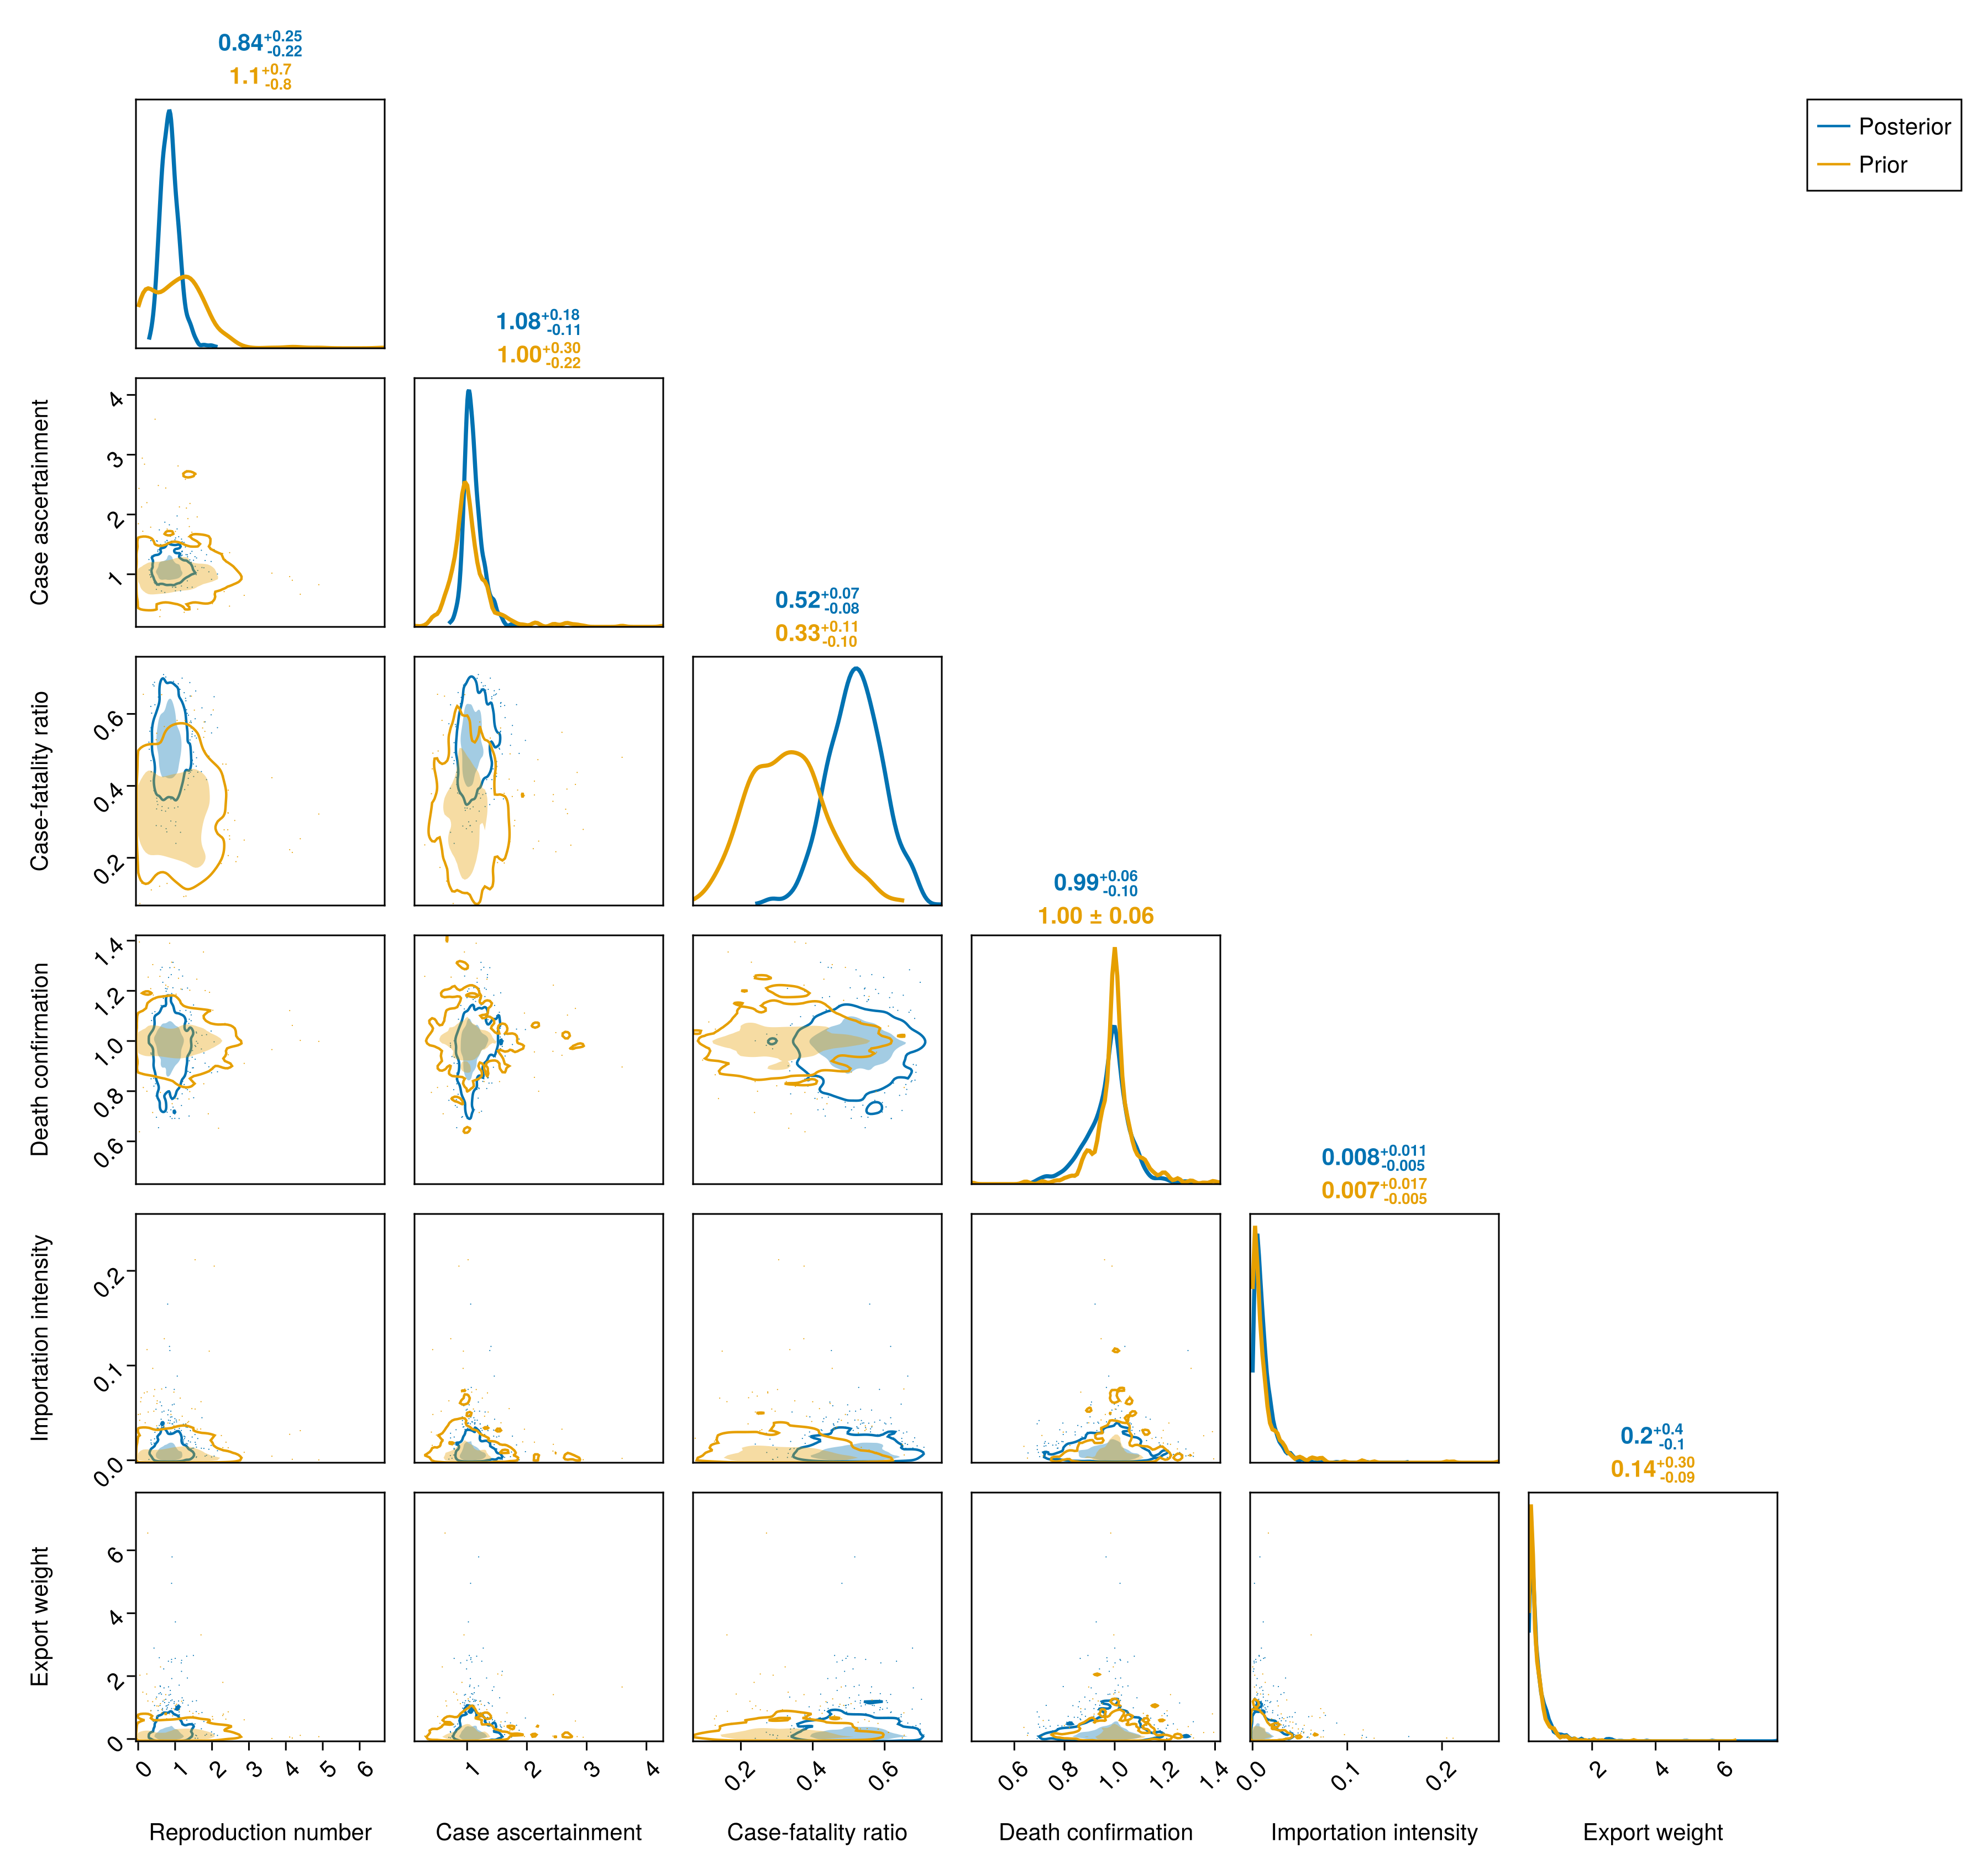 0.84+0.25-0.22
1.1+0.7-0.8
Posterior
Prior
1.08+0.18-0.11
1.00+0.30-0.22
Case ascertainment
4
3
2
1
0.52+0.07-0.08
0.33+0.11-0.10
Case-fatality ratio
0.6
0.4
0.2
0.99+0.06-0.10
1.00 ± 0.06
Death confirmation
1.4
1.2
1.0
0.8
0.6
0.008+0.011-0.005
0.007+0.017-0.005
Importation intensity
0.2
0.1
0.0
0.2+0.4-0.1
0.14+0.30-0.09
Export weight
6
4
2
0
0 1 2 3 4 5 6
1 2 3 4
0.2 0.4 0.6
0.6 0.8 1.0 1.2 1.4
0.0 0.1 0.2
2 4 6
Reproduction number
Case ascertainment
Case-fatality ratio
Death confirmation
Importation intensity
Export weight